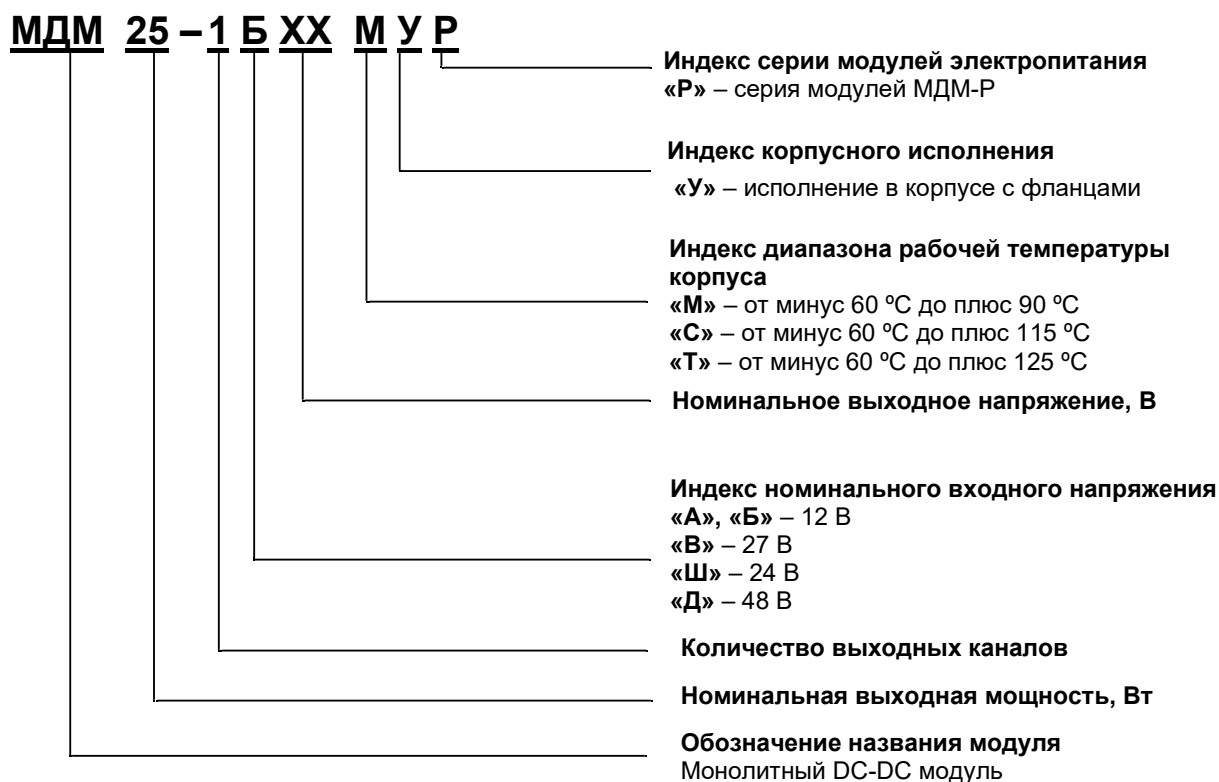 МДМ 25 – 1 Б ХХ М У Р
Индекс серии модулей электропитания
«Р» – серия модулей МДМ-Р
Индекс корпусного исполнения
«У» – исполнение в корпусе с фланцами
Индекс диапазона рабочей температуры
корпуса
«М» – от минус 60 ºС до плюс 90 ºС
«С» – от минус 60 ºС до плюс 115 ºС
«Т» – от минус 60 ºС до плюс 125 ºС
Номинальное выходное напряжение, В
Индекс номинального входного напряжения
«А», «Б» – 12 В
«В» – 27 В
«Ш» – 24 В
«Д» – 48 В
Количество выходных каналов
Номинальная выходная мощность, Вт
Обозначение названия модуля
Монолитный DC-DC модуль